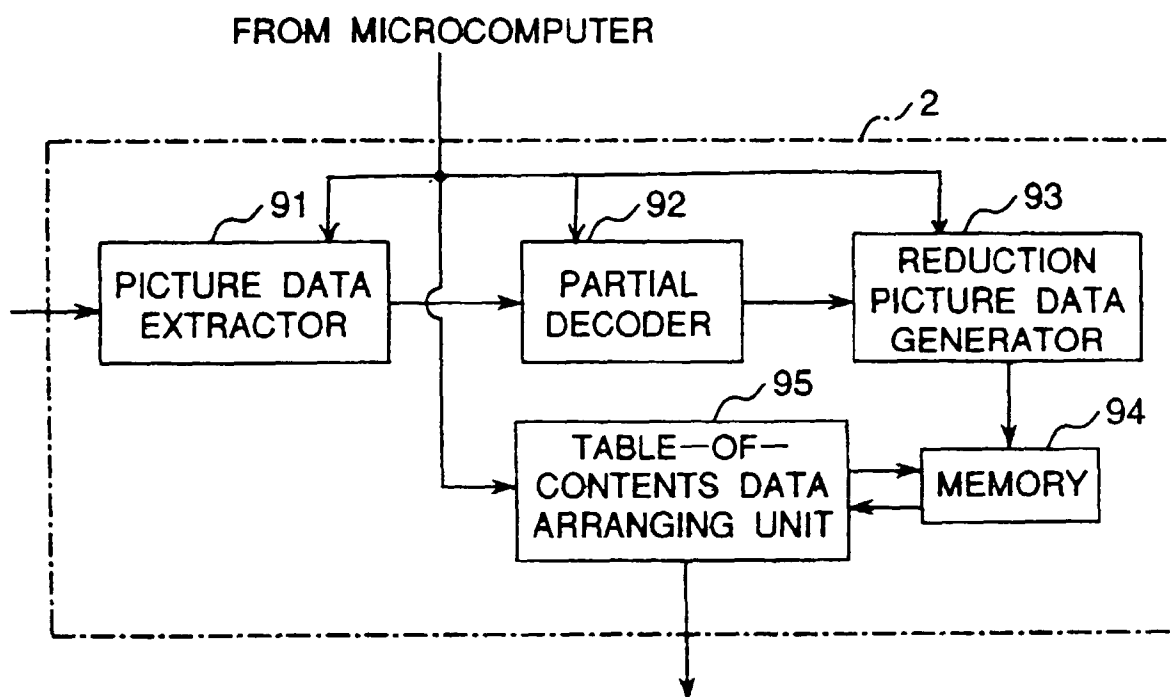 FROM MICROCOMPUTER
2
91
92
93
PICTURE DATA
EXTRACTOR
PARTIAL
DECODER
REDUCTION
PICTURE DATA
GENERATOR
95
94
TABLE—OF—
CONTENTS DATA
ARRANGING UNIT
MEMORY